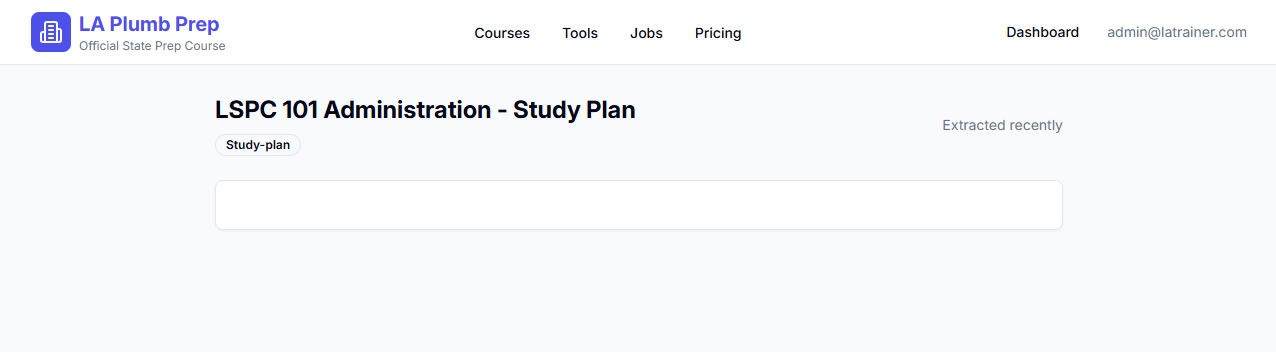 LA Plumb Prep
Official State Prep Course
Courses
Tools
Jobs
Pricing
Dashboard
admin@latrainer.com
LSPC 101 Administration - Study Plan
Study-plan
Extracted recently